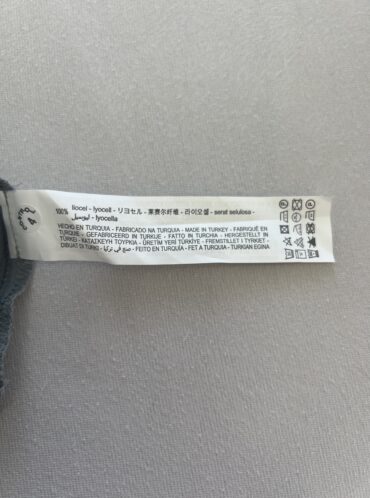 100% liocel - lyocell - リヨセル - 莱赛尔纤维 - 라이오셀 - serat selulosa -
ليوسيل - lyocella
HECHO EN TURQUIA - FABRICADO NA TURQUIA - MADE IN TURKEY - FABRIQUÉ EN
TURQUIE - GEFABRICEERD IN TURKIJE - FATTO IN TURCHIA - HERGESTELLT IN
TÜRKEI - ΚΑΤΑΣΚΕΥΗ ΤΟΥΡΚΙΑ - ÜRETİM YERİ TÜRKİYE - FREMSTILLET I TYRKIET -
DIBUAT DI TURKI - صنع في تركيا - FEITO EN TURQUÍA - FET A TURQUIA - TURKIAN EGINA